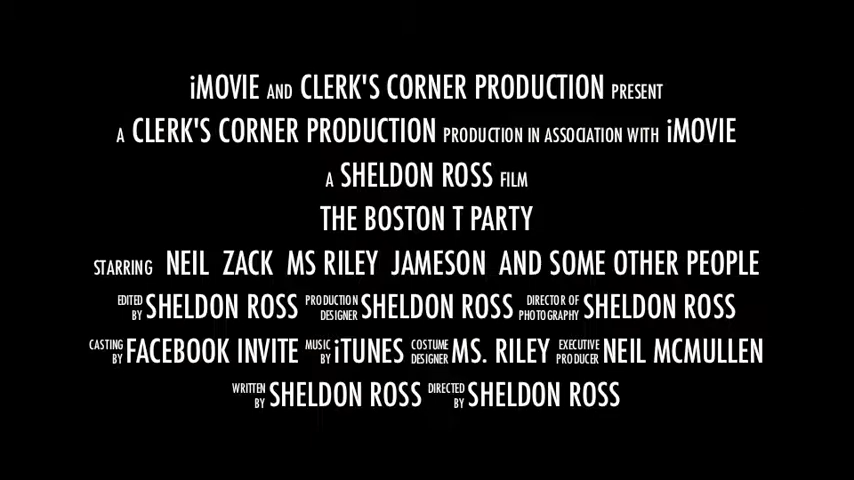 iMOVIE AND CLERK'S CORNER PRODUCTION PRESENT
A CLERK'S CORNER PRODUCTION PRODUCTION IN ASSOCIATION WITH iMOVIE
A SHELDON ROSS FILM
THE BOSTON T PARTY
STARRING NEIL ZACK MS RILEY JAMESON AND SOME OTHER PEOPLE
EDITED BY SHELDON ROSS PRODUCTION DESIGNER SHELDON ROSS DIRECTOR OF PHOTOGRAPHY SHELDON ROSS
CASTING BY FACEBOOK INVITE MUSIC BY iTUNES COSTUME DESIGNER MS. RILEY EXECUTIVE PRODUCER NEIL MCMULLEN
WRITTEN BY SHELDON ROSS DIRECTED BY SHELDON ROSS